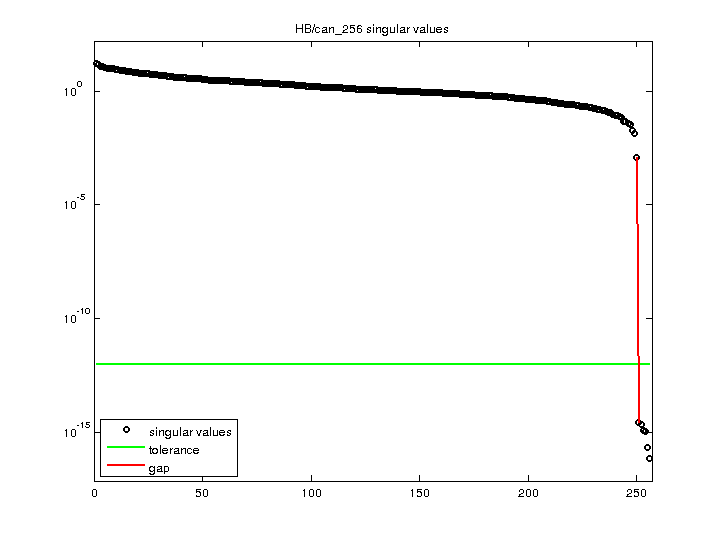 HB/can_256 singular values
10^0
10^-5
10^-10
10^-15
singular values
tolerance
gap
0 50 100 150 200 250